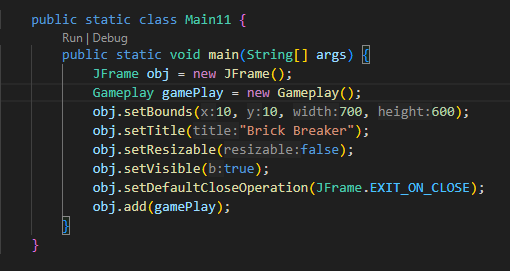 public static class Main11 {
Run | Debug
public static void main(String[] args) {
JFrame obj = new JFrame();
Gameplay gamePlay = new Gameplay();
obj.setBounds(x:10, y:10, width:700, height:600);
obj.setTitle(title:"Brick Breaker");
obj.setResizable(resizable:false);
obj.setVisible(b:true);
obj.setDefaultCloseOperation(JFrame.EXIT_ON_CLOSE);
obj.add(gamePlay);
}
}